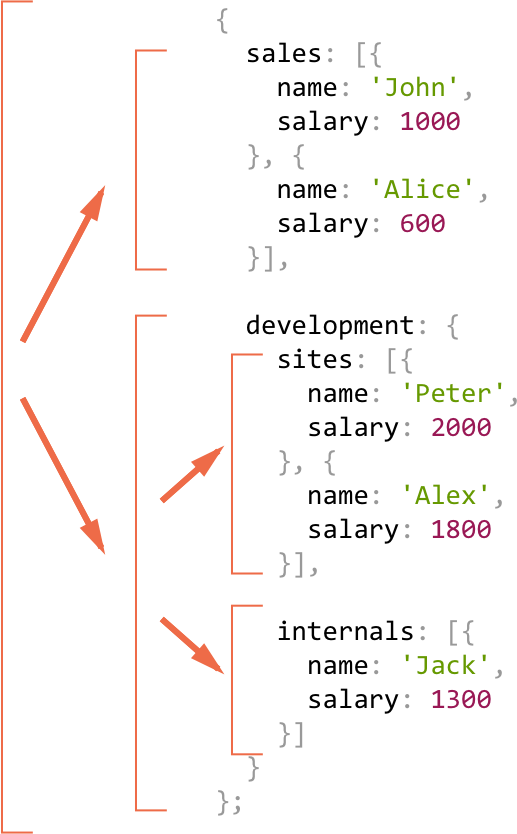 {
sales: [{
name: 'John',
salary: 1000
}, {
name: 'Alice',
salary: 600
}],
development: {
sites: [{
name: 'Peter',
salary: 2000
}, {
name: 'Alex',
salary: 1800
}],
internals: [{
name: 'Jack',
salary: 1300
}]
}
};